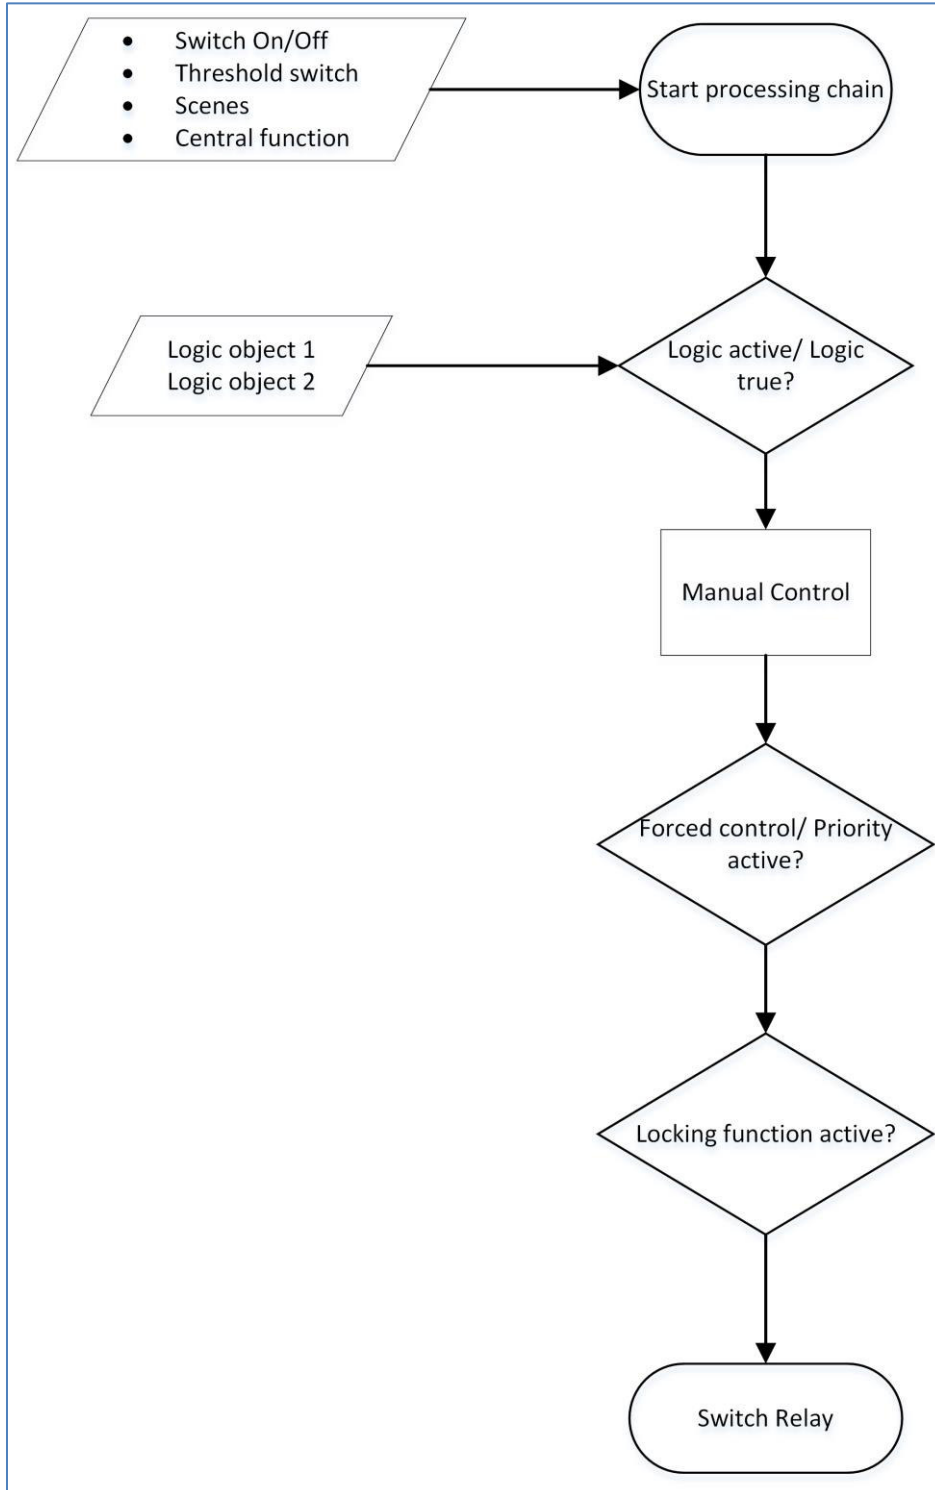 • Switch On/Off
• Threshold switch
• Scenes
• Central function
Start processing chain
Logic object 1
Logic object 2
Logic active/ Logic
true?
Manual Control
Forced control/ Priority
active?
Locking function active?
Switch Relay